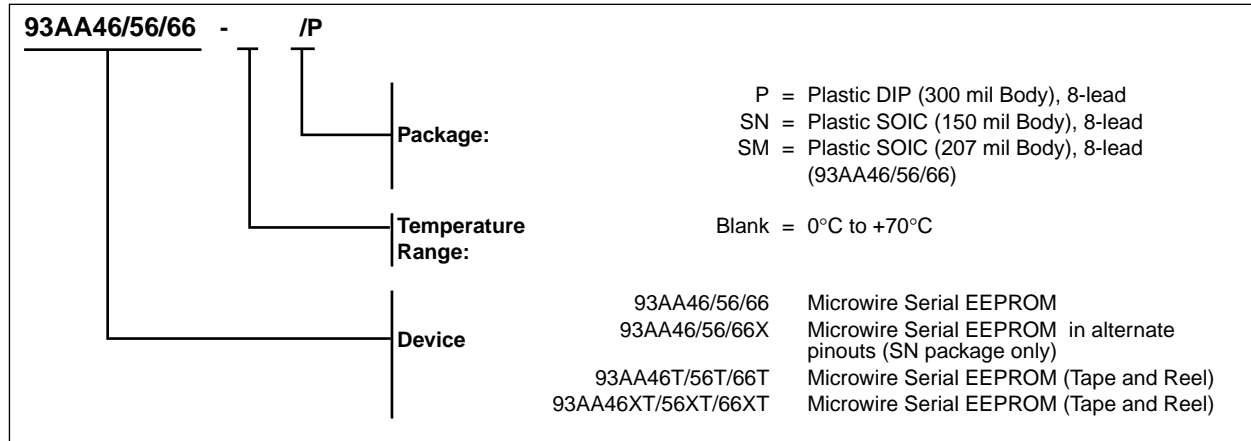 93AA46/56/66 - /P
Package:
P = Plastic DIP (300 mil Body), 8-lead
SN = Plastic SOIC (150 mil Body), 8-lead
SM = Plastic SOIC (207 mil Body), 8-lead
(93AA46/56/66)
Temperature
Range:
Blank = 0°C to +70°C
Device
93AA46/56/66 Microwire Serial EEPROM
93AA46/56/66X Microwire Serial EEPROM in alternate
pinouts (SN package only)
93AA46T/56T/66T Microwire Serial EEPROM (Tape and Reel)
93AA46XT/56XT/66XT Microwire Serial EEPROM (Tape and Reel)